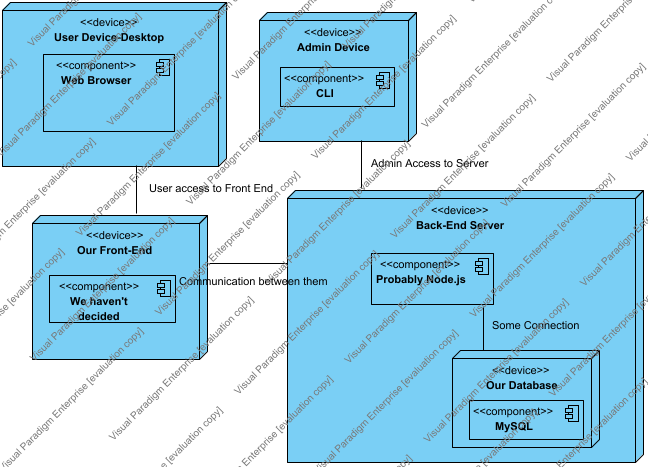 <<device>>
User Device-Desktop
<<component>>
Web Browser
<<device>>
Admin Device
<<component>>
CLI
User access to Front End
Admin Access to Server
<<device>>
Our Front-End
<<component>>
We haven't
decided
Communication between them
<<device>>
Back-End Server
<<component>>
Probably Node.js
Some Connection
<<device>>
Our Database
<<component>>
MySQL
Visual Paradigm Enterprise [evaluation copy]